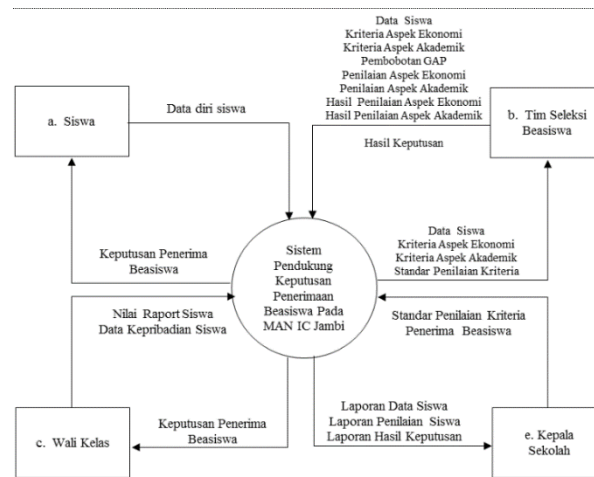 Data Siswa
Kriteria Aspek Ekonomi
Kriteria Aspek Akademik
Pembobotan GAP
Penilaian Aspek Ekonomi
Penilaian Aspek Akademik
Hasil Penilaian Aspek Ekonomi
Hasil Penilaian Aspek Akademik
Hasil Keputusan
a. Siswa
Data diri siswa
b. Tim Seleksi
Beasiswa
Keputusan Penerima
Beasiswa
Sistem
Pendukung
Keputusan
Penerimaan
Beasiswa Pada
MAN IC Jambi
Data Siswa
Kriteria Aspek Ekonomi
Kriteria Aspek Akademik
Standar Penilaian Kriteria
Nilai Raport Siswa
Data Kepribadian Siswa
Standar Penilaian Kriteria
Penerima Beasiswa
c. Wali Kelas
Keputusan Penerima
Beasiswa
Laporan Data Siswa
Laporan Penilaian Siswa
Laporan Hasil Keputusan
e. Kepala
Sekolah